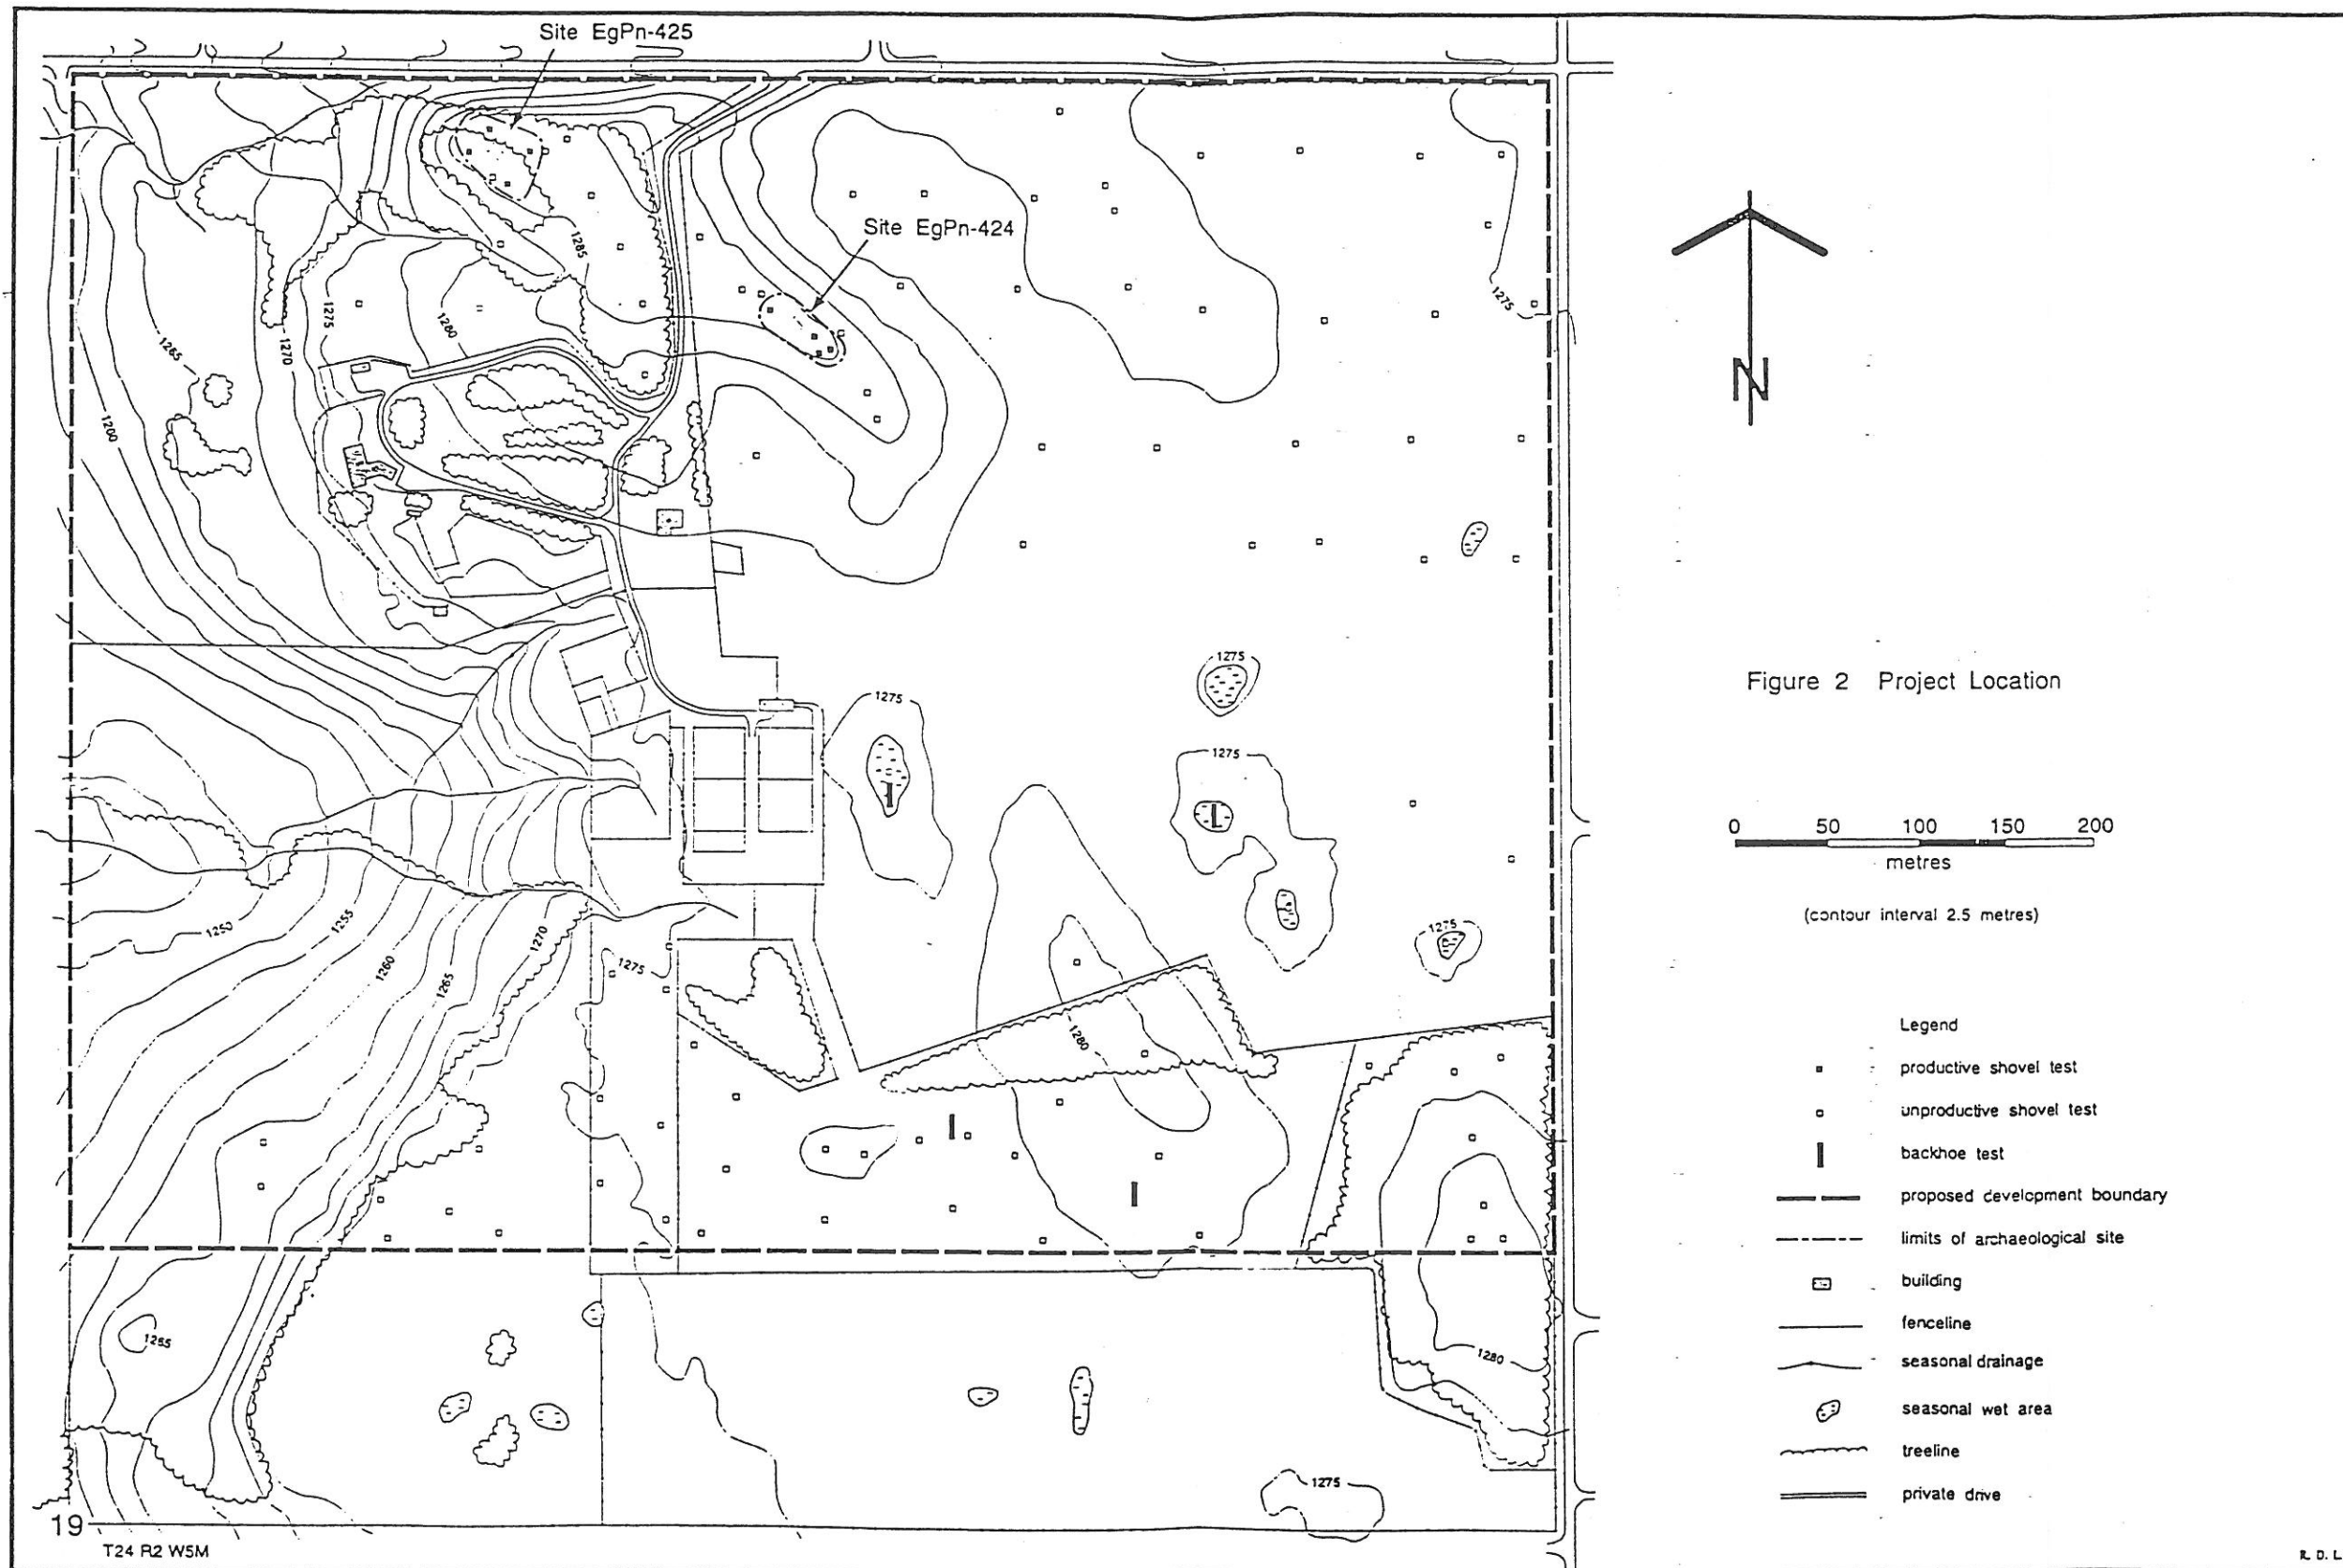 Site EgPn-425
Site EgPn-424
1285
1275
1280
1275
1270
1265
1200
N
1275
1275
1275
Figure 2 Project Location
0 50 100 150 200
metres
(contour interval 2.5 metres)
1250
1255
1260
1265
1270
1275
1275
1280
Legend
productive shovel test
unproductive shovel test
backhoe test
proposed development boundary
limits of archaeological site
building
fenceline
seasonal drainage
seasonal wet area
treeline
private drive
1255
1280
1275
19
T24 R2 W5M
R. D. L